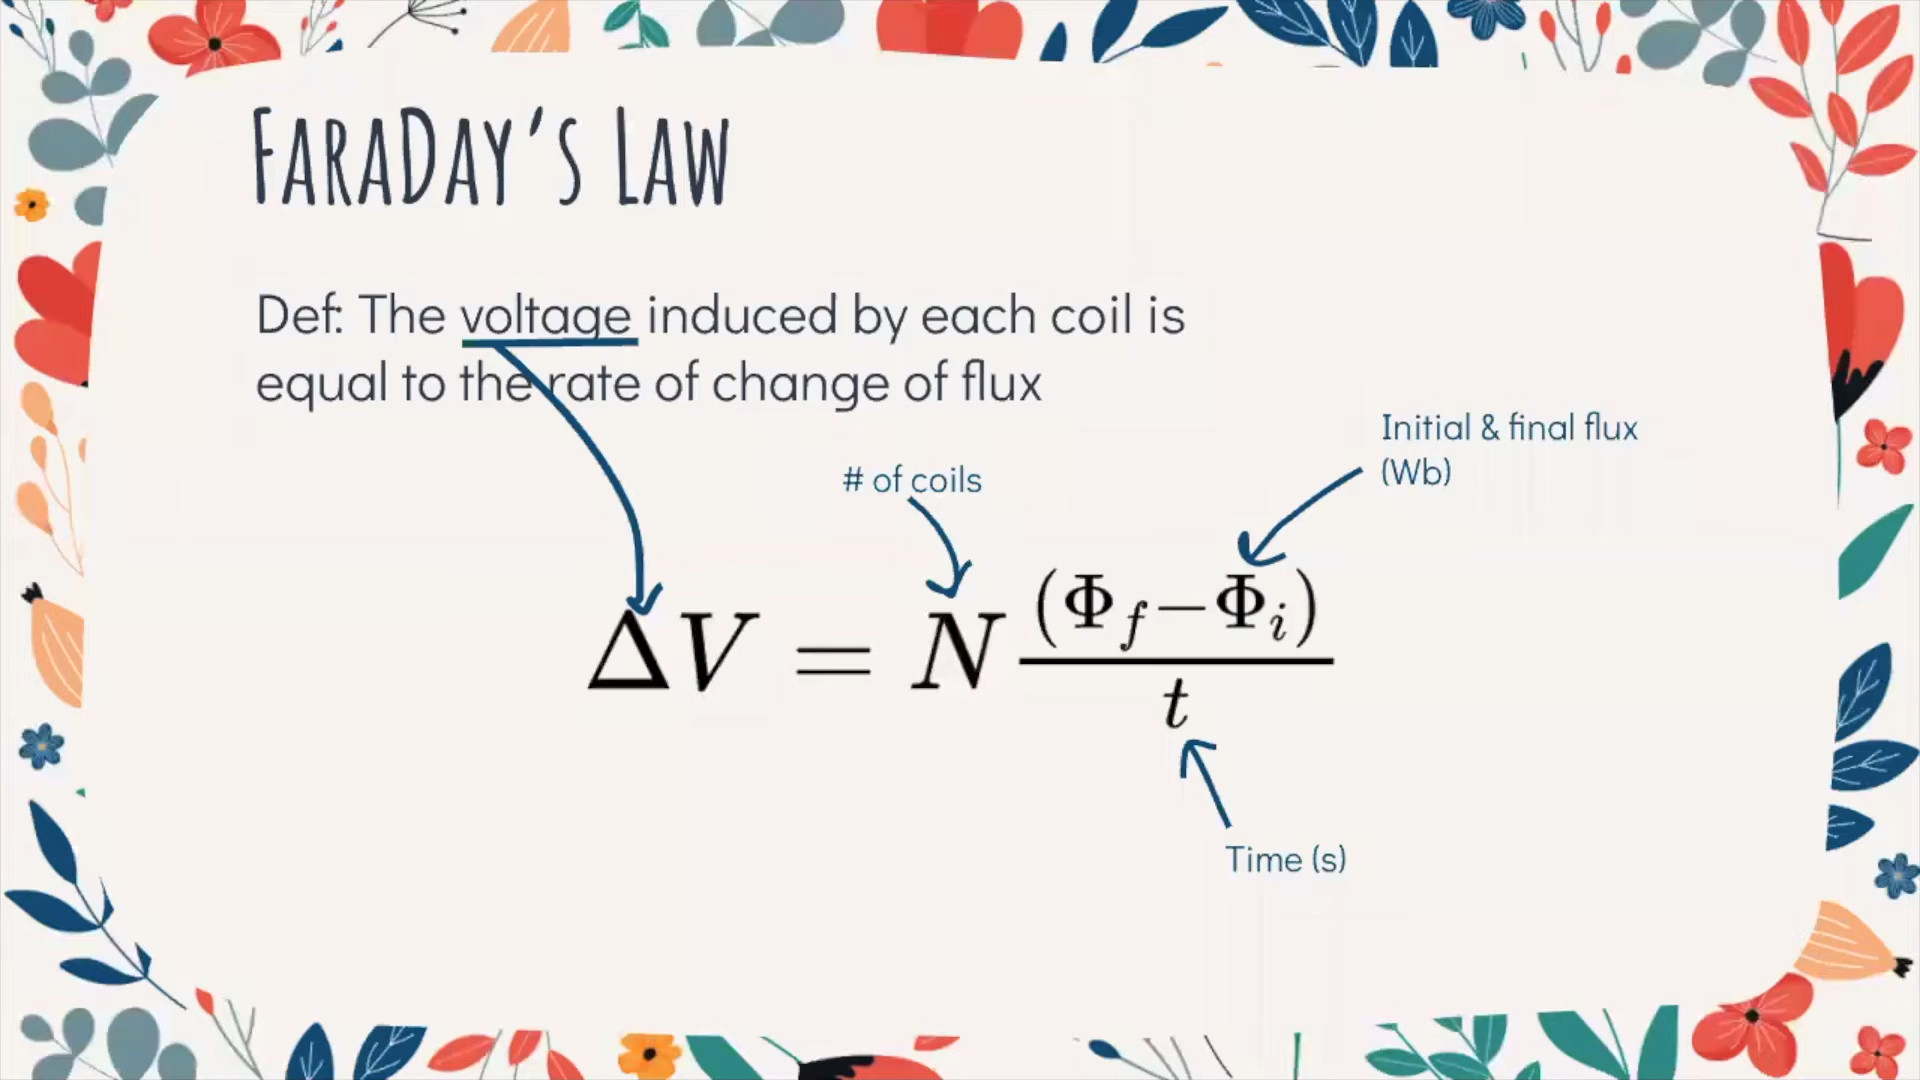 FaraDay's Law
Def: The voltage induced by each coil is
equal to the rate of change of flux
Initial & final flux
(Wb)
# of coils
ΔV = N (Φf−Φi)/t
Time (s)